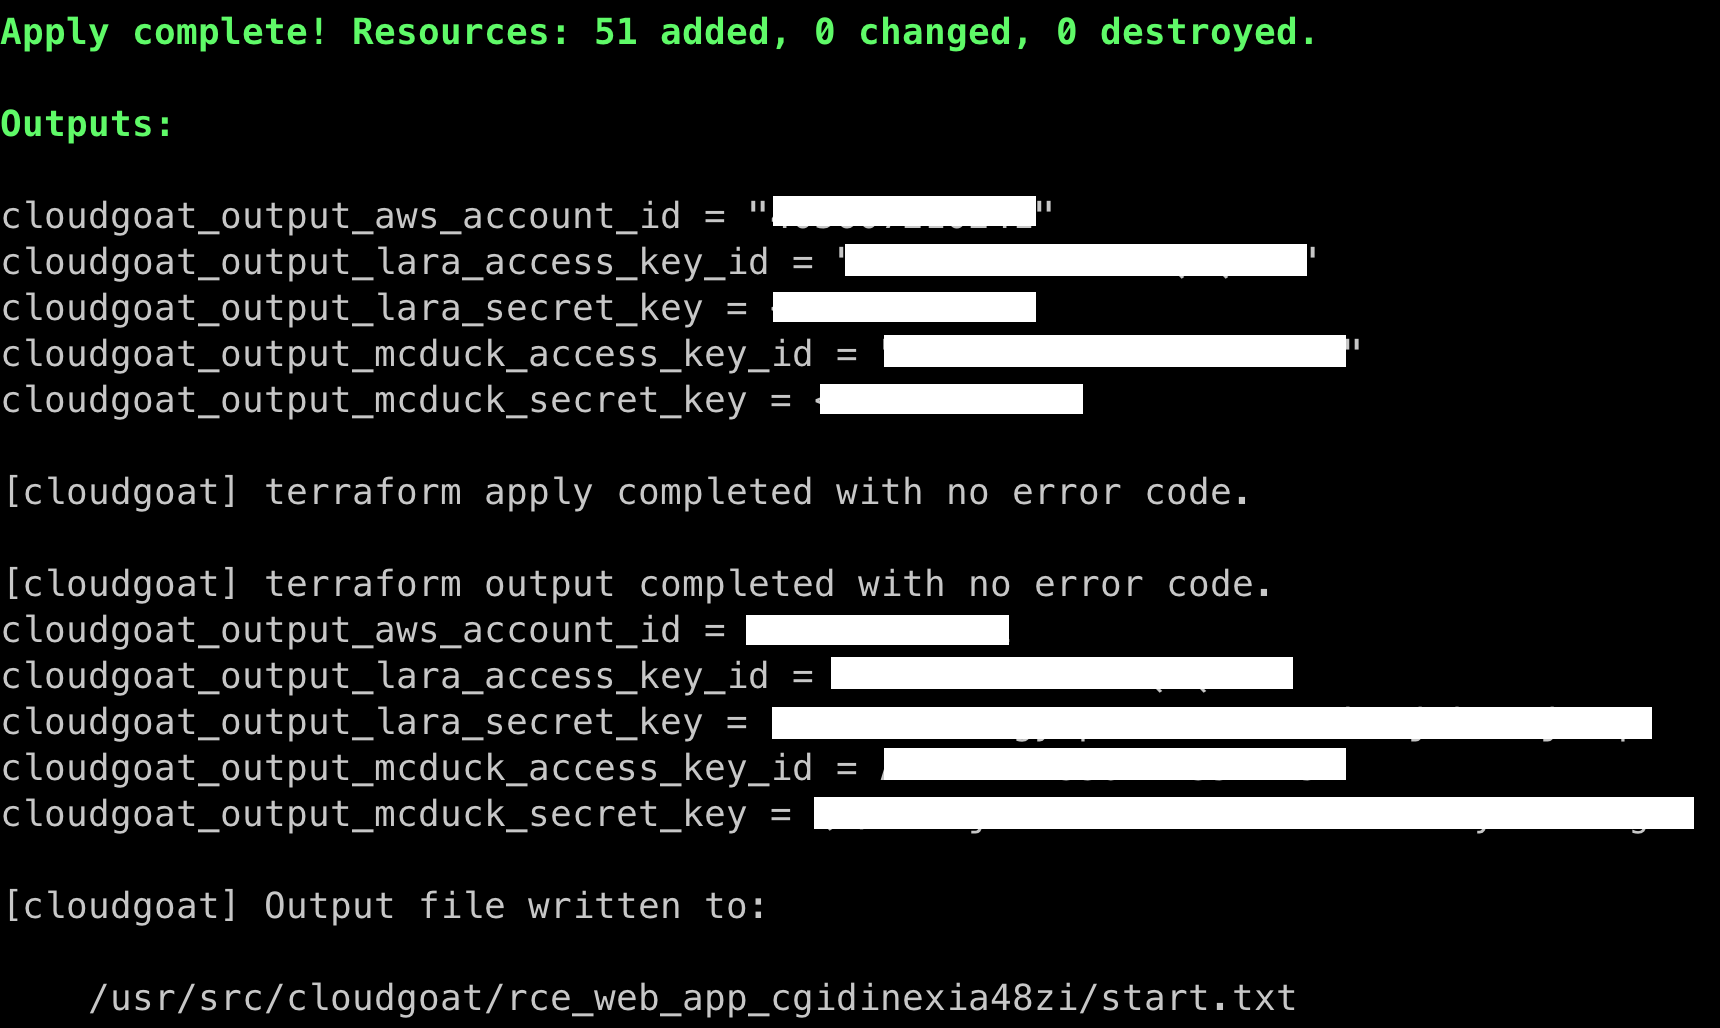 Apply complete! Resources: 51 added, 0 changed, 0 destroyed.
Outputs:
cloudgoat_output_aws_account_id = "
"
cloudgoat_output_lara_access_key_id =
cloudgoat_output_lara_secret_key =
cloudgoat_output_mcduck_access_key_id = "
cloudgoat_output_mcduck_secret_key =
[cloudgoat] terraform apply completed with no error code.
[cloudgoat] terraform output completed with no error code.
cloudgoat_output_aws_account_id =
cloudgoat_output_lara_access_key_id =
cloudgoat_output_lara_secret_key =
cloudgoat_output_mcduck_access_key_id =
cloudgoat_output_mcduck_secret_key =
[cloudgoat] Output file written to:
/usr/src/cloudgoat/rce_web_app_cgidinexia48zi/start.txt